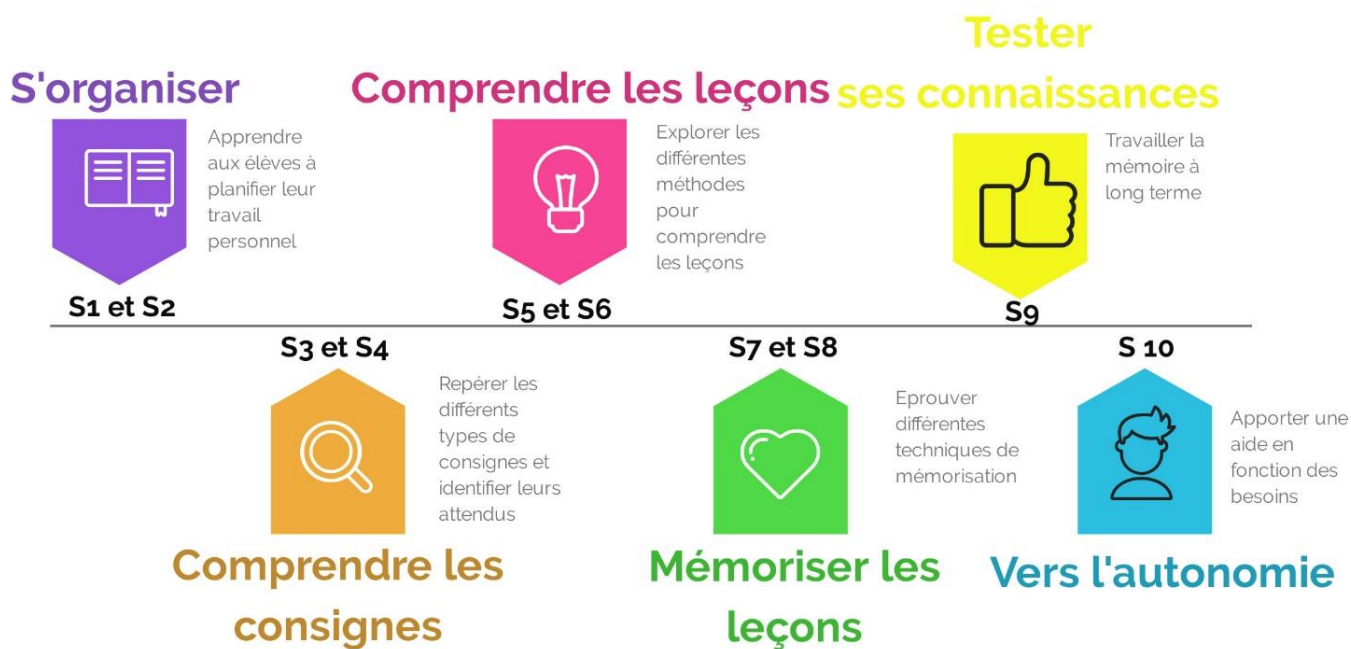 S'organiser
Apprendre
aux élèves à
planifier leur
travail
personnel
S1 et S2
Comprendre les leçons
Explorer les
différentes
méthodes
pour
comprendre
les leçons
S5 et S6
Tester
ses connaissances
Travailler la
mémoire à
long terme
S9
S3 et S4
Repérer les
différents
types de
consignes et
identifier leurs
attendus
Comprendre les
consignes
S7 et S8
Eprouver
différentes
techniques de
mémorisation
Mémoriser les
leçons
S 10
Apporter une
aide en
fonction des
besoins
Vers l'autonomie